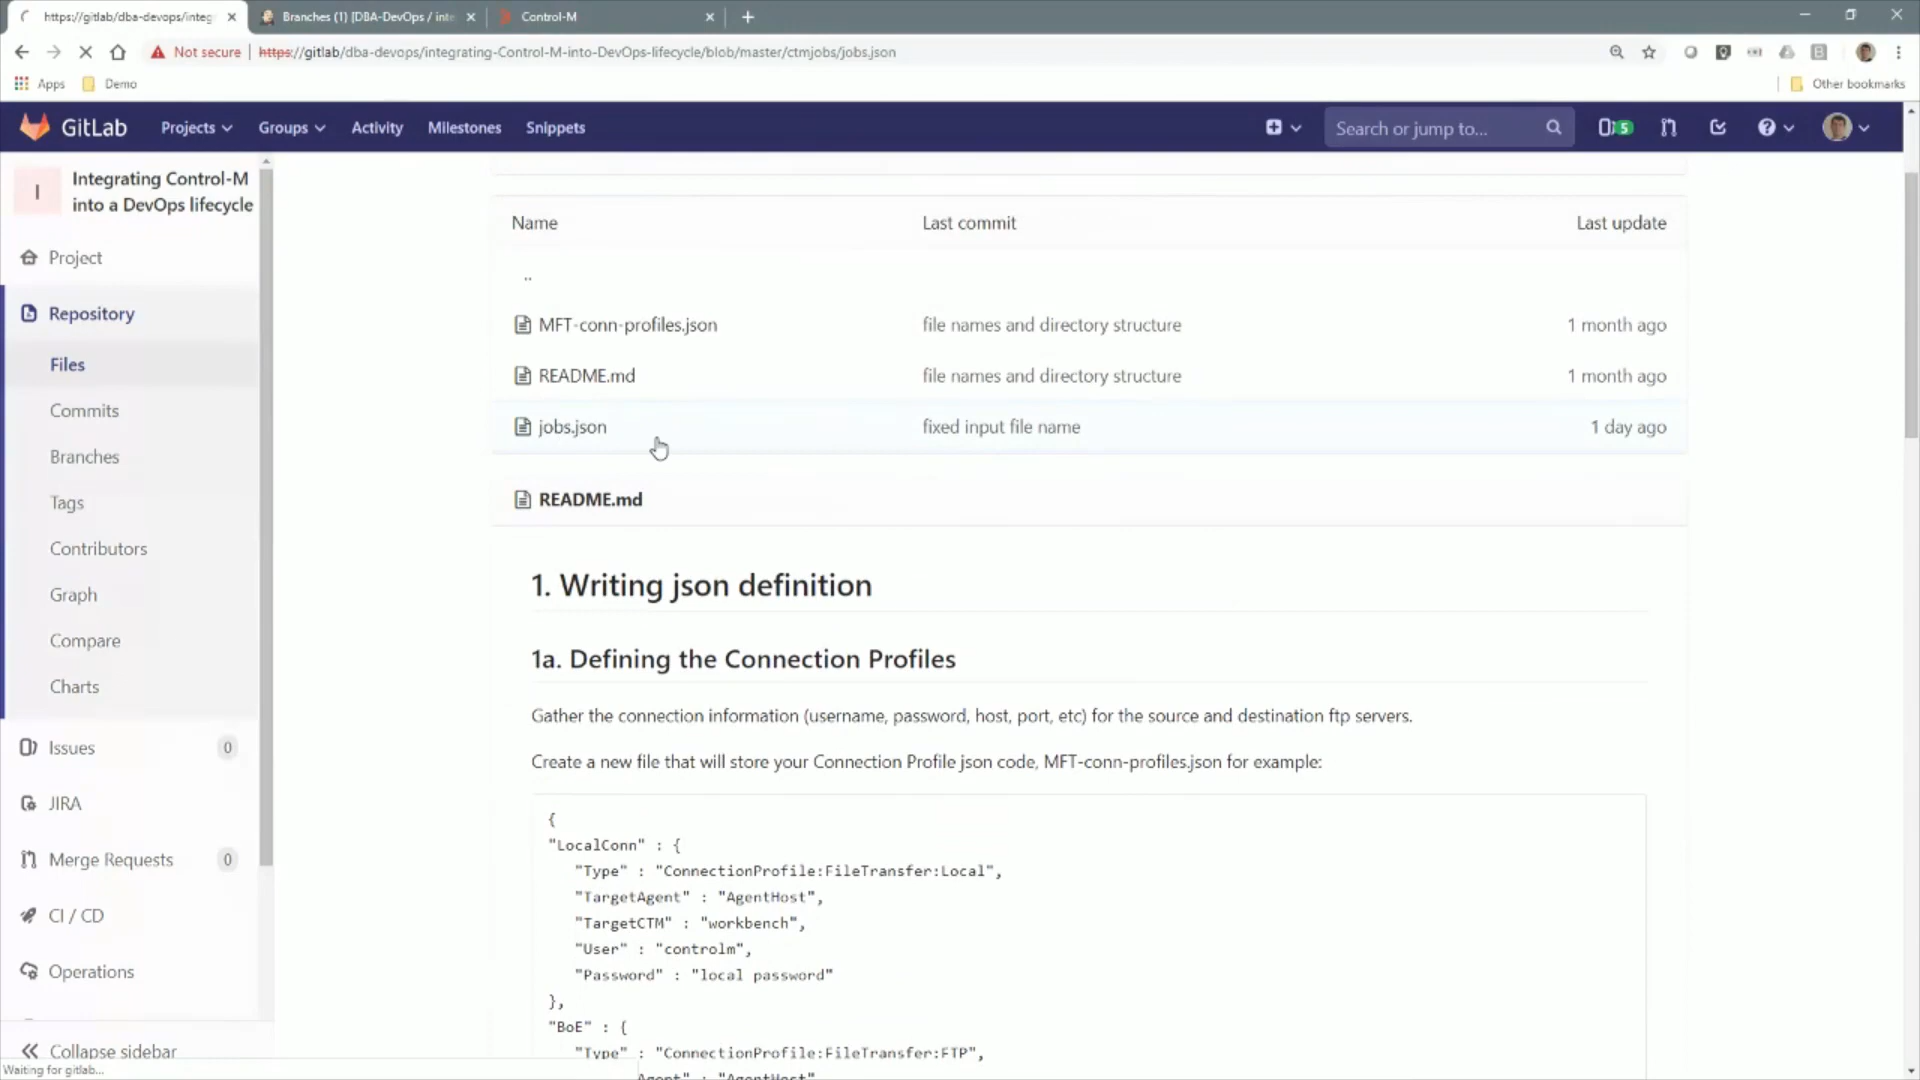 https://gitlab/dba-devops/integ
Branches (1) [DBA-DevOps / inte
Control-M
Not secure
https://gitlab/dba-devops/integrating-Control-M-into-DevOps-lifecycle/blob/master/ctmjobs/jobs.json
Apps
Demo
Other bookmarks
GitLab
Projects
Groups
Activity
Milestones
Snippets
Search or jump to...
5
I
Integrating Control-M
into a DevOps lifecycle
Project
Repository
Files
Commits
Branches
Tags
Contributors
Graph
Compare
Charts
Issues
0
JIRA
Merge Requests
0
CI / CD
Operations
Collapse sidebar
Waiting for gitlab...
Name
Last commit
Last update
..
MFT-conn-profiles.json
file names and directory structure
1 month ago
README.md
file names and directory structure
1 month ago
jobs.json
fixed input file name
1 day ago
README.md
1. Writing json definition
1a. Defining the Connection Profiles
Gather the connection information (username, password, host, port, etc) for the source and destination ftp servers.
Create a new file that will store your Connection Profile json code, MFT-conn-profiles.json for example:
{
"LocalConn" : {
"Type" : "ConnectionProfile:FileTransfer:Local",
"TargetAgent" : "AgentHost",
"TargetCTM" : "workbench",
"User" : "controlm",
"Password" : "local password"
},
"BoE" : {
"Type" : "ConnectionProfile:FileTransfer:FTP",
Agent" : "AgentHost"